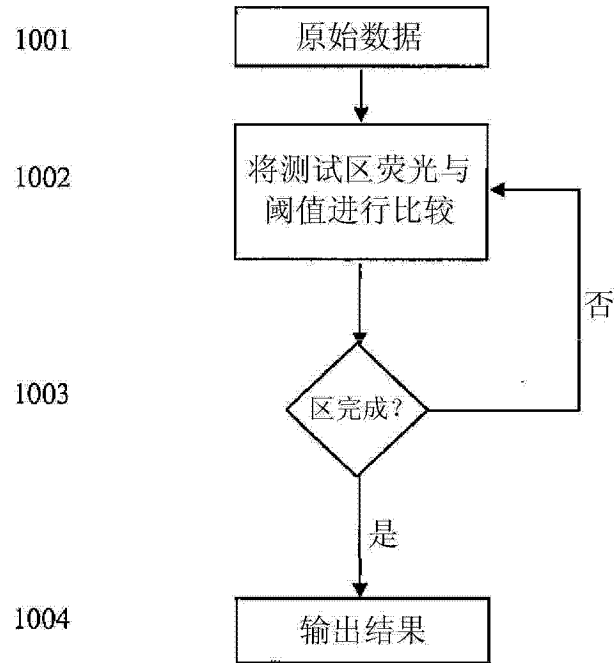 1001
原始数据
1002
将测试区荧光与
阈值进行比较
否
1003
区完成?
是
1004
输出结果